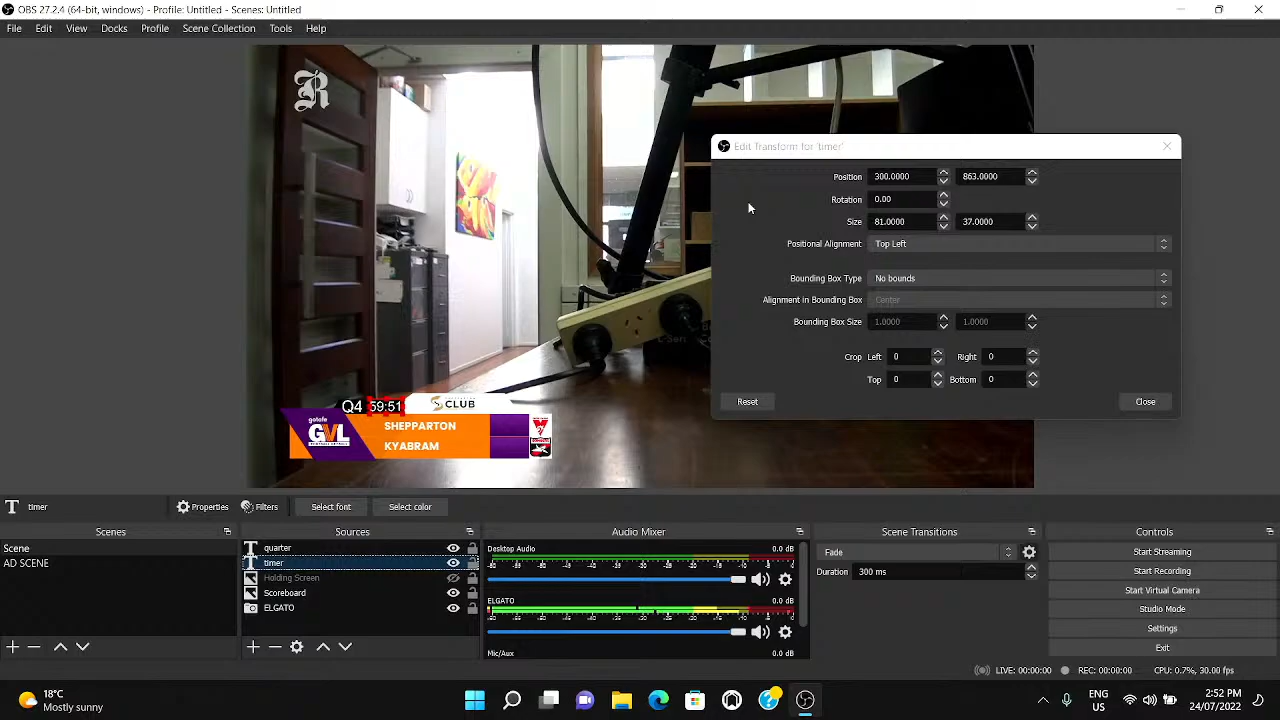 OBS 27.2.4 (64-bit, windows) - Profile: Untitled - Scenes: Untitled
File Edit View Docks Profile Scene Collection Tools Help
R
Edit Transform for 'timer'
Position 300.0000 863.0000
Rotation 0.00
Size 81.0000 37.0000
Positional Alignment Top Left
Bounding Box Type No bounds
Alignment in Bounding Box Center
Bounding Box Size 1.0000 1.0000
Crop Left 0 Right 0
Top 0 Bottom 0
Reset Close
Q4 59:51 CLUB
gotafe
GVL
SHEPPARTON
KYABRAM
timer Properties Filters Select font Select color
Scenes Sources Audio Mixer Scene Transitions Controls
Scene
AD SCENE
quarter
timer
Holding Screen
Scoreboard
ELGATO
Desktop Audio 0.0 dB
ELGATO 0.0 dB
Mic/Aux 0.0 dB
Fade
Duration 300 ms
Start Streaming
Start Recording
Start Virtual Camera
Studio Mode
Settings
Exit
LIVE: 00:00:00 REC: 00:00:00 CPU: 0.7%, 30.00 fps
18°C
Mostly sunny
ENG
US
2:52 PM
24/07/2022